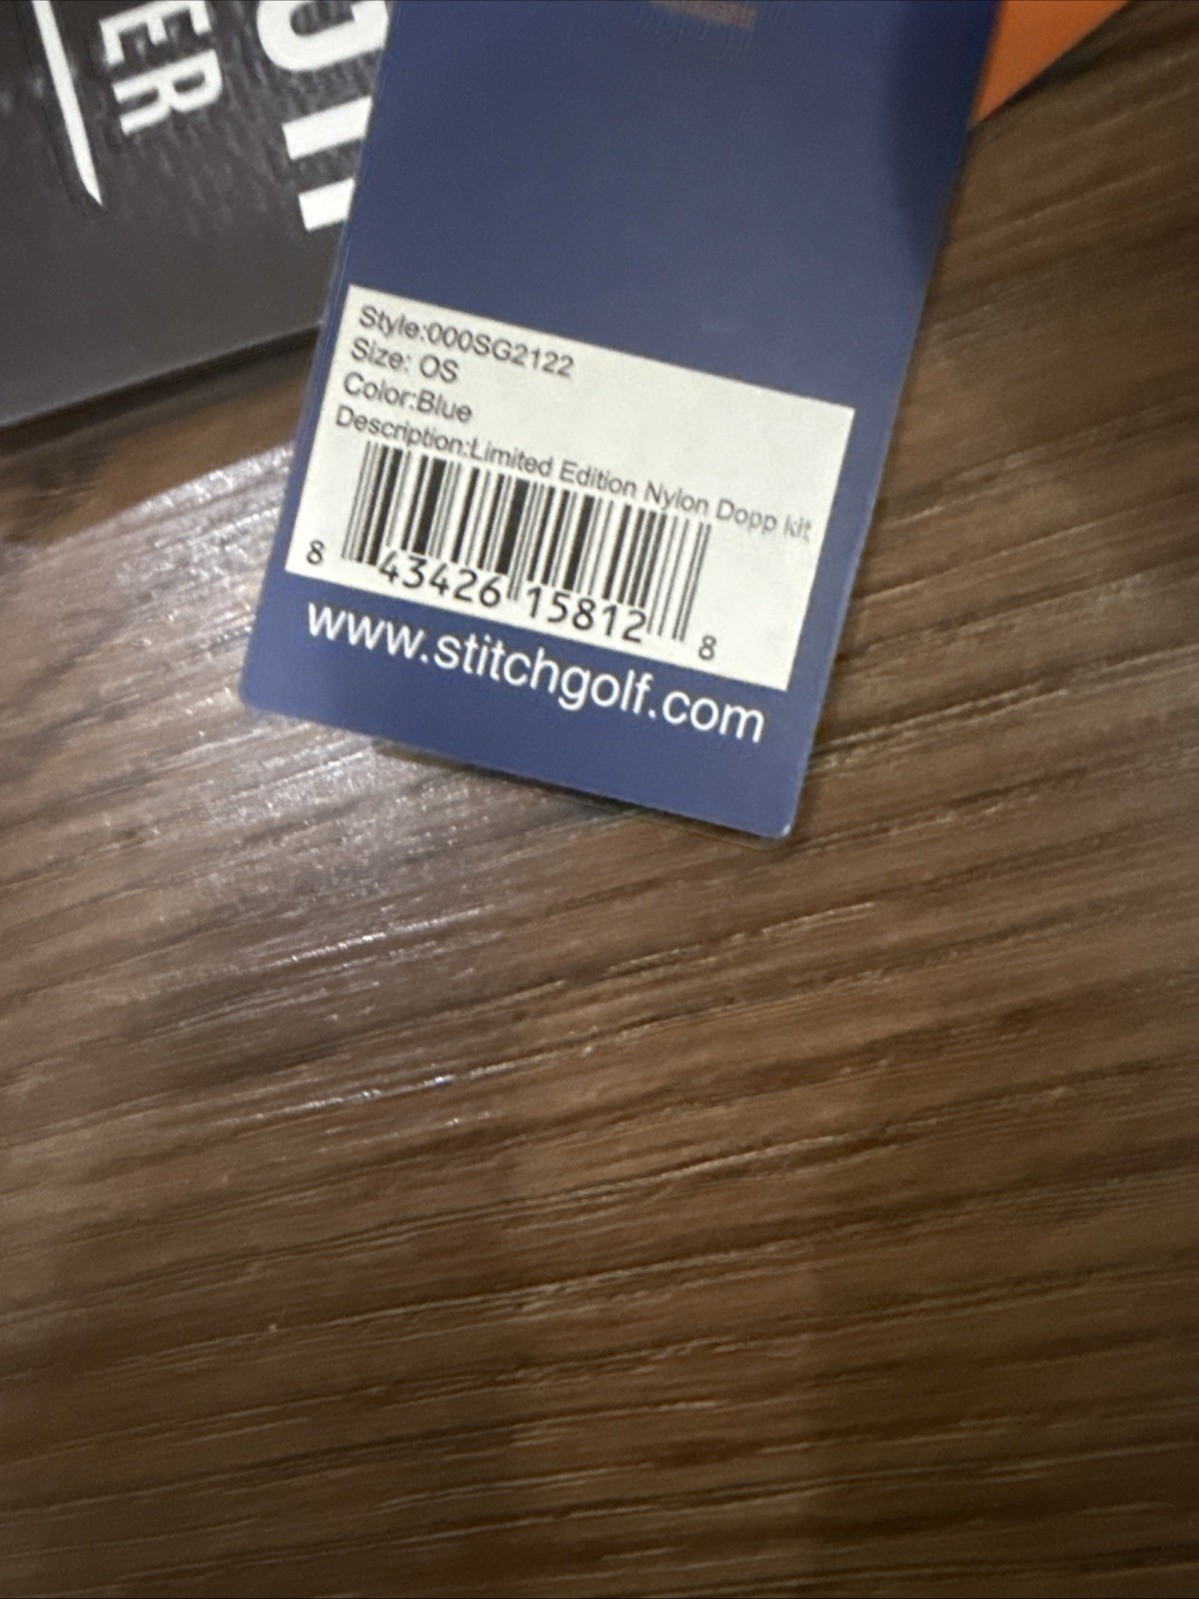 ER
Style:000SG2122
Size: OS
Color:Blue
Description:Limited Edition Nylon Dopp kit
8 43426 15812 8
www.stitchgolf.com